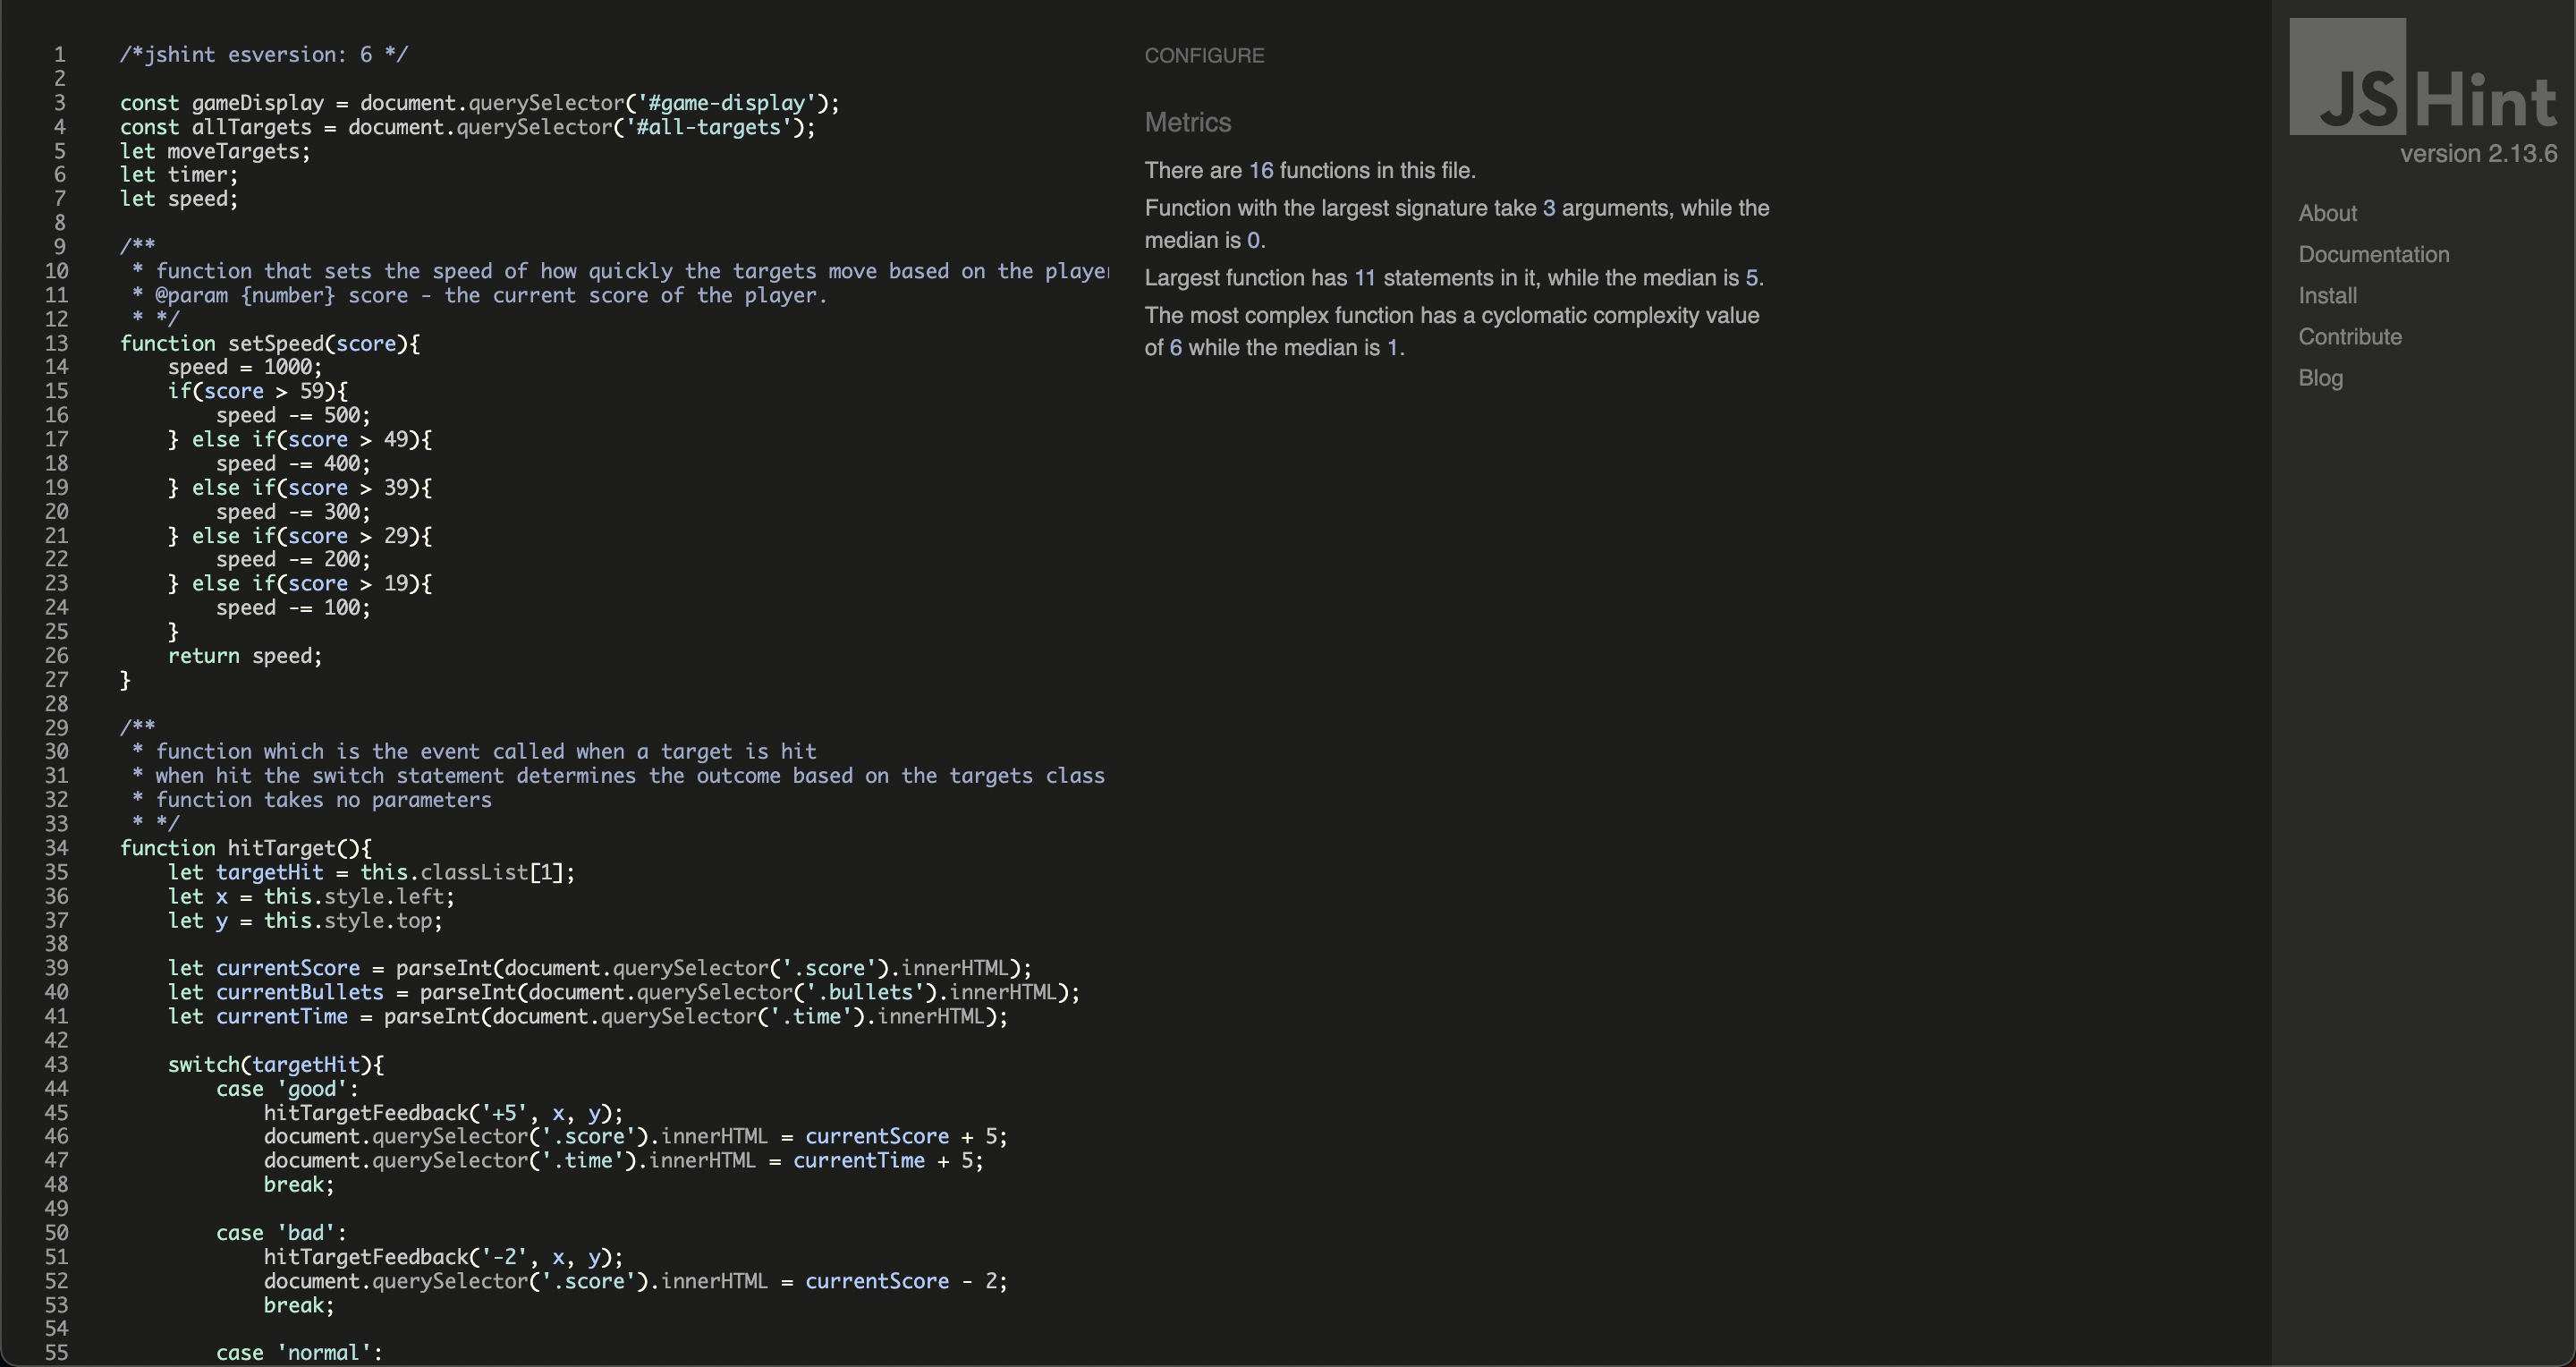 1 /*jshint esversion: 6 */
2
3 const gameDisplay = document.querySelector('#game-display');
4 const allTargets = document.querySelector('#all-targets');
5 let moveTargets;
6 let timer;
7 let speed;
8
9 /**
10 * function that sets the speed of how quickly the targets move based on the player
11 * @param {number} score - the current score of the player.
12 * */
13 function setSpeed(score){
14 speed = 1000;
15 if(score > 59){
16 speed -= 500;
17 } else if(score > 49){
18 speed -= 400;
19 } else if(score > 39){
20 speed -= 300;
21 } else if(score > 29){
22 speed -= 200;
23 } else if(score > 19){
24 speed -= 100;
25 }
26 return speed;
27 }
28
29 /**
30 * function which is the event called when a target is hit
31 * when hit the switch statement determines the outcome based on the targets class
32 * function takes no parameters
33 * */
34 function hitTarget(){
35 let targetHit = this.classList[1];
36 let x = this.style.left;
37 let y = this.style.top;
38
39 let currentScore = parseInt(document.querySelector('.score').innerHTML);
40 let currentBullets = parseInt(document.querySelector('.bullets').innerHTML);
41 let currentTime = parseInt(document.querySelector('.time').innerHTML);
42
43 switch(targetHit){
44 case 'good':
45 hitTargetFeedback('+5', x, y);
46 document.querySelector('.score').innerHTML = currentScore + 5;
47 document.querySelector('.time').innerHTML = currentTime + 5;
48 break;
49
50 case 'bad':
51 hitTargetFeedback('-2', x, y);
52 document.querySelector('.score').innerHTML = currentScore - 2;
53 break;
54
55 case 'normal':
CONFIGURE
Metrics
There are 16 functions in this file.
Function with the largest signature take 3 arguments, while the
median is 0.
Largest function has 11 statements in it, while the median is 5.
The most complex function has a cyclomatic complexity value
of 6 while the median is 1.
JSHint
version 2.13.6
About
Documentation
Install
Contribute
Blog